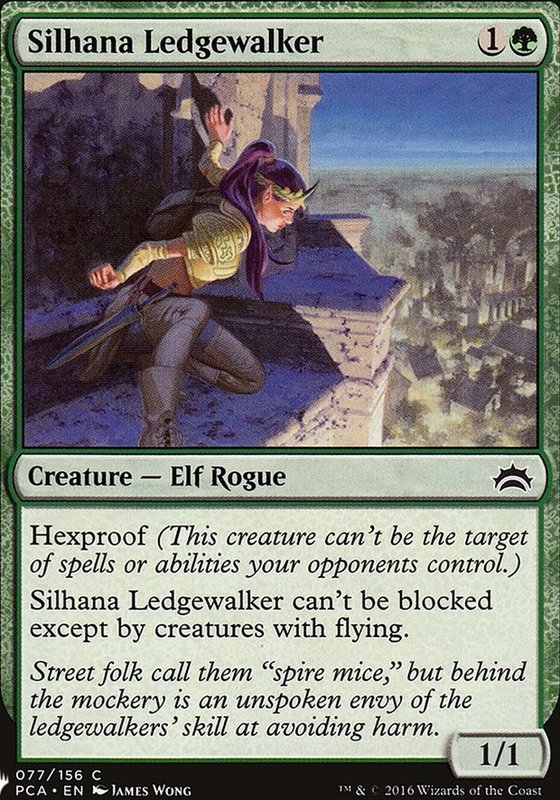 Silhana Ledgewalker 1
Creature — Elf Rogue
Hexproof (This creature can't be the target
of spells or abilities your opponents control.)
Silhana Ledgewalker can't be blocked
except by creatures with flying.
Street folk call them “spire mice,” but behind
the mockery is an unspoken envy of the
ledgewalkers' skill at avoiding harm.
1/1
077/156 C
PCA • EN James Wong
™ & © 2016 Wizards of the Coast